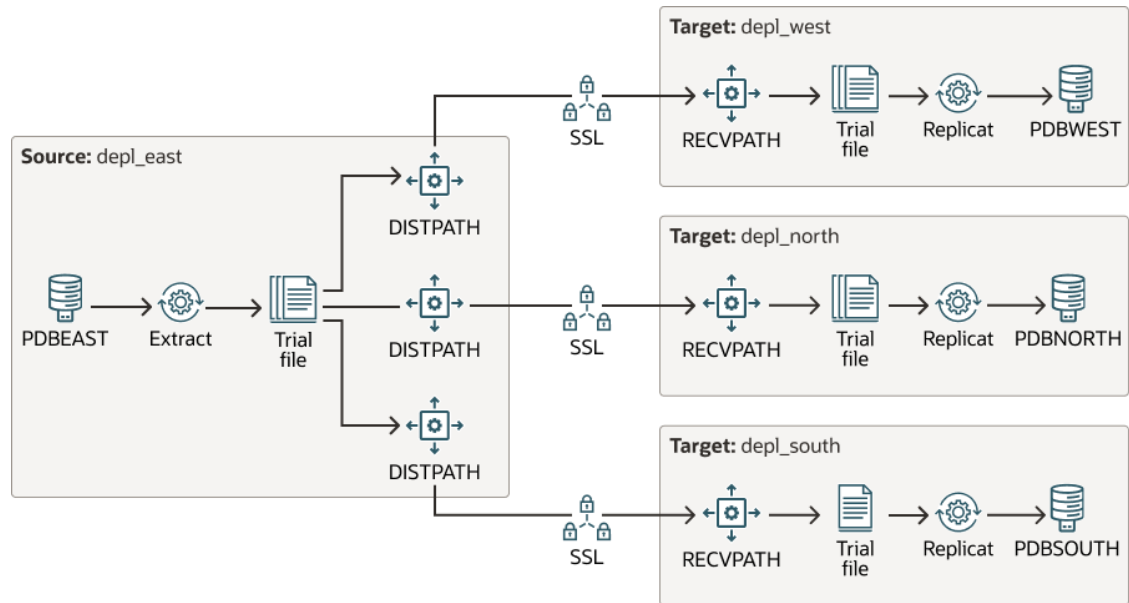 Target: depl_west
SSL
RECVPATH
Trial
file
Replicat
PDBWEST
Source: depl_east
DISTPATH
PDBEAST
Extract
Trial
file
DISTPATH
DISTPATH
Target: depl_north
SSL
RECVPATH
Trial
file
Replicat
PDBNORTH
Target: depl_south
SSL
RECVPATH
Trial
file
Replicat
PDBSOUTH